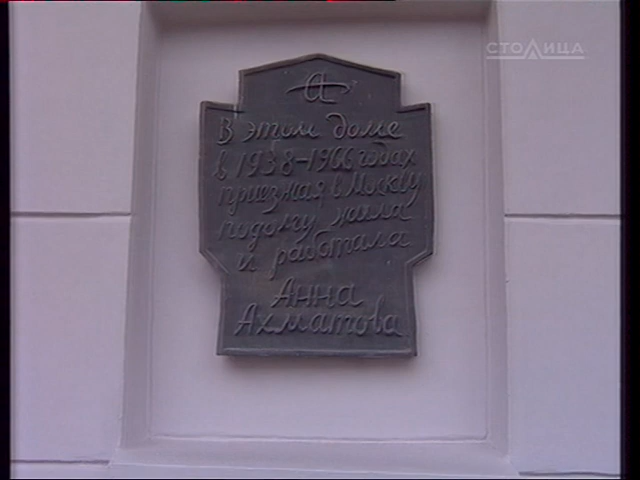 СТОЛИЦА
а
В этом доме
в 1938-1966 годах
приезжая в Москву
подолгу жила
и работала
Анна
Ахматова